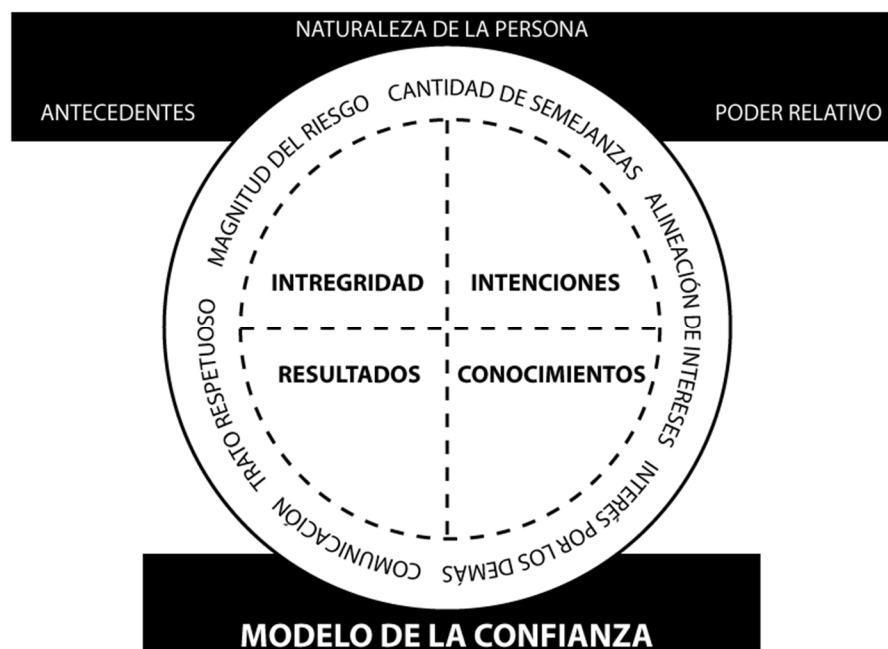 NATURALEZA DE LA PERSONA
ANTECEDENTES
PODER RELATIVO
MAGNITUD DEL RIESGO
CANTIDAD DE SEMEJANZAS
ALINEACIÓN DE INTERESES
INTERÉS POR LOS DEMÁS
COMUNICACIÓN
TRATO RESPETUOSO
INTREGRIDAD
INTENCIONES
RESULTADOS
CONOCIMIENTOS
MODELO DE LA CONFIANZA